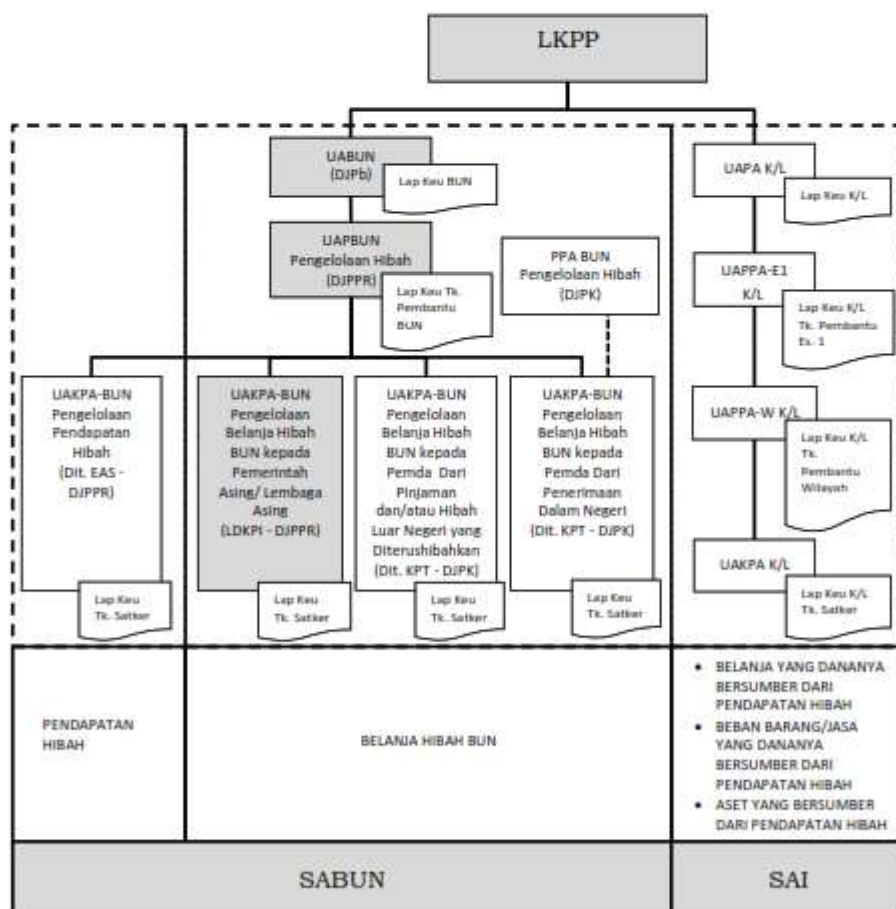 LKPP
UABUN
(DJPb)
Lap Keu BUN
UAPBUN
Pengelolaan Hibah
(DJPPR)
Lap Keu Tk.
Pembantu
BUN
PPA BUN
Pengelolaan Hibah
(DJPK)
UAPA K/L
Lap Keu K/L
UAPPA-E1
K/L
Lap Keu K/L
Tk. Pembantu
Es. 1
UAPPA-W K/L
Lap Keu K/L
Tk.
Pembantu
Wilayah
UAKPA K/L
Lap Keu K/L
Tk. Satker
UAKPA-BUN
Pengelolaan
Pendapatan
Hibah
(Dit. EAS -
DJPPR)
Lap Keu
Tk. Satker
UAKPA-BUN
Pengelolaan
Belanja Hibah
BUN kepada
Pemerintah
Asing/ Lembaga
Asing
(LDKPI - DJPPR)
Lap Keu
Tk. Satker
UAKPA-BUN
Pengelolaan
Belanja Hibah
BUN kepada
Pemda Dari
Pinjaman
dan/atau Hibah
Luar Negeri yang
Diterushibahkan
(Dit. KPT - DJPK)
Lap Keu
Tk. Satker
UAKPA-BUN
Pengelolaan
Belanja Hibah
BUN kepada
Pemda Dari
Penerimaan
Dalam Negeri
(Dit. KPT - DJPK)
Lap Keu
Tk. Satker
PENDAPATAN
HIBAH
BELANJA HIBAH BUN
• BELANJA YANG DANANYA
BERSUMBER DARI
PENDAPATAN HIBAH
• BEBAN BARANG/JASA
YANG DANANYA
BERSUMBER DARI
PENDAPATAN HIBAH
• ASET YANG BERSUMBER
DARI PENDAPATAN HIBAH
SABUN
SAI